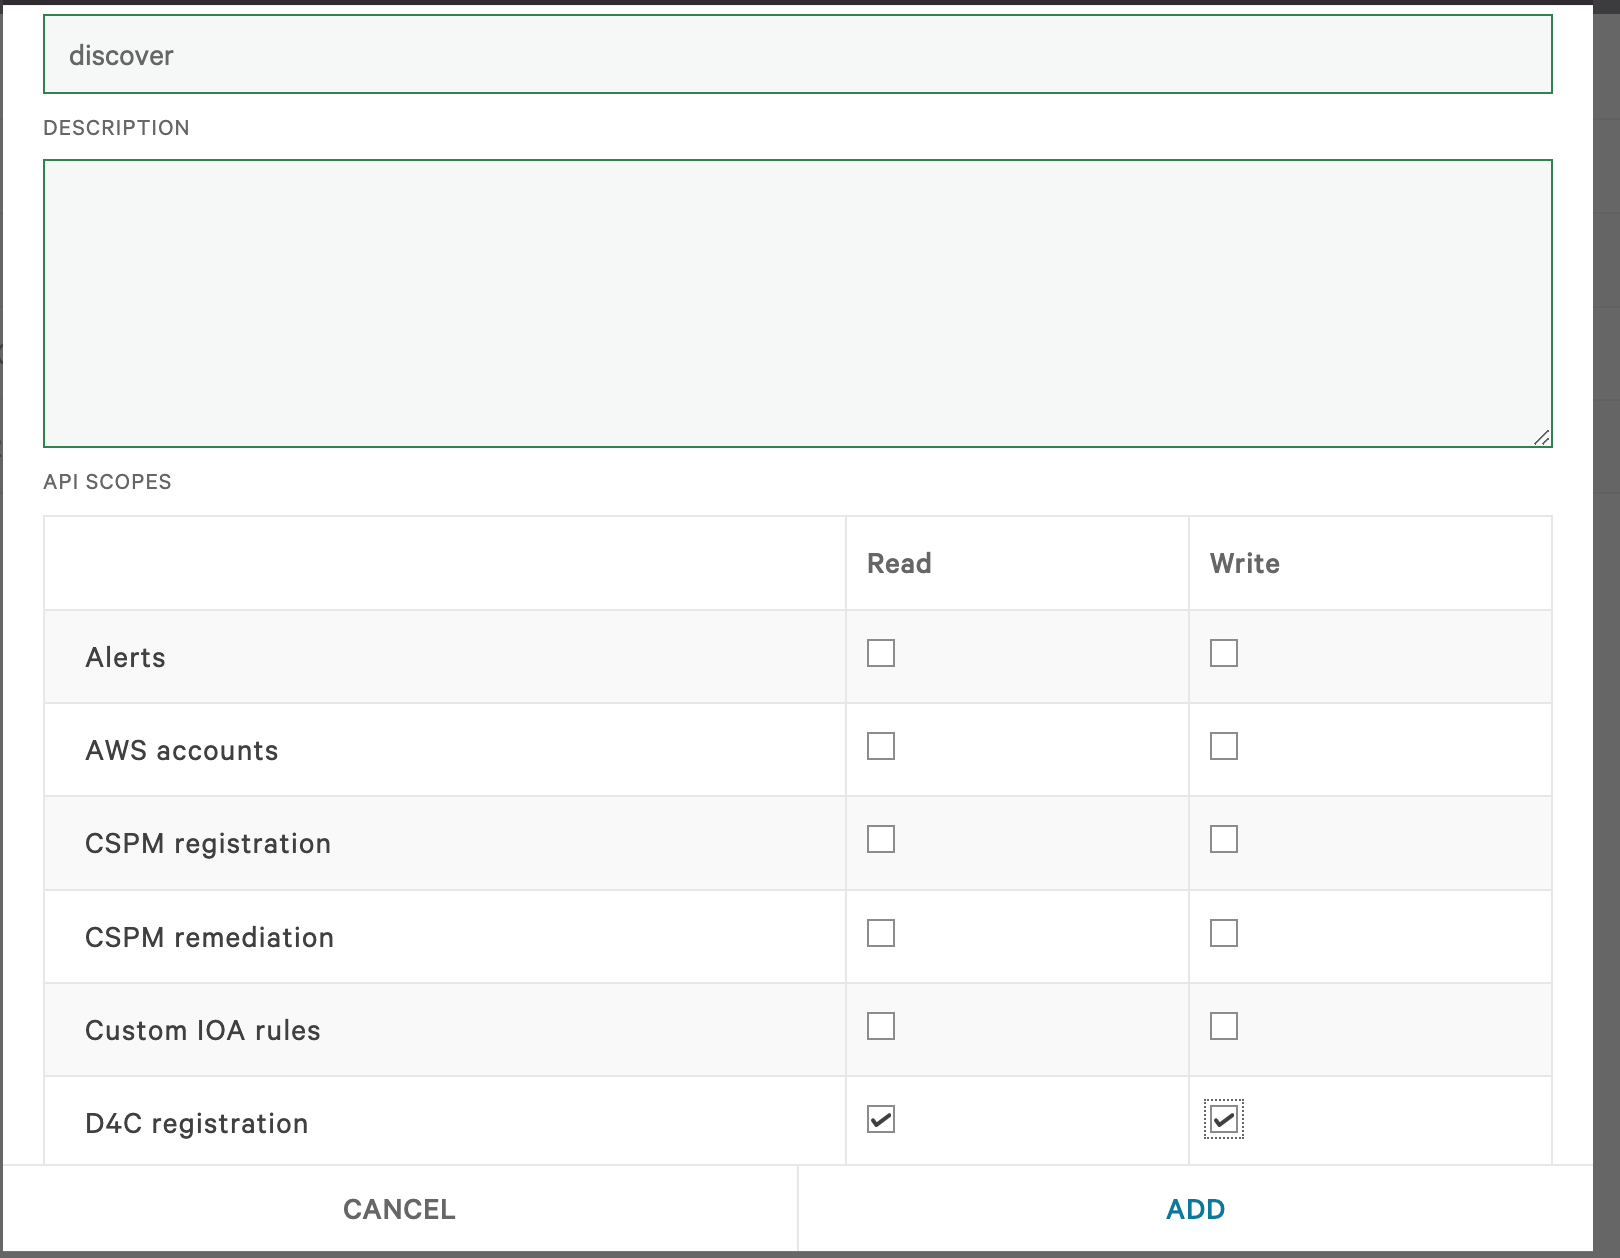 discover
DESCRIPTION
API SCOPES
Read Write
Alerts
AWS accounts
CSPM registration
CSPM remediation
Custom IOA rules
D4C registration
CANCEL ADD